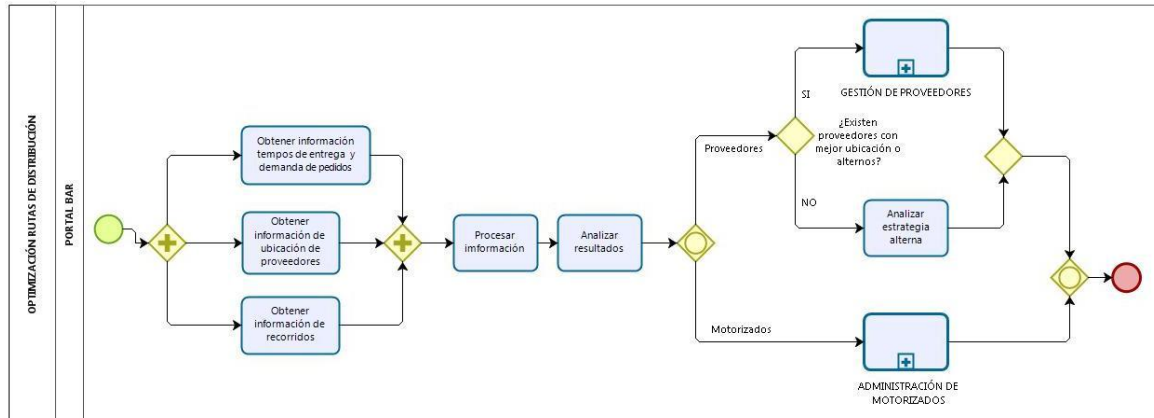 OPTIMIZACIÓN RUTAS DE DISTRIBUCIÓN
PORTAL BAR
Obtener información
tempos de entrega y
demanda de pedidos
Obtener
información de
ubicación de
proveedores
Obtener
información de
recorridos
Procesar
imformación
Analizar
resultados
Proveedores
Motorizados
SI
NO
¿Existen
proveedores con
mejor ubicación o
alternos?
GESTIÓN DE PROVEEDORES
Analizar
estrategia
alterna
ADMINISTRACIÓN DE
MOTORIZADOS